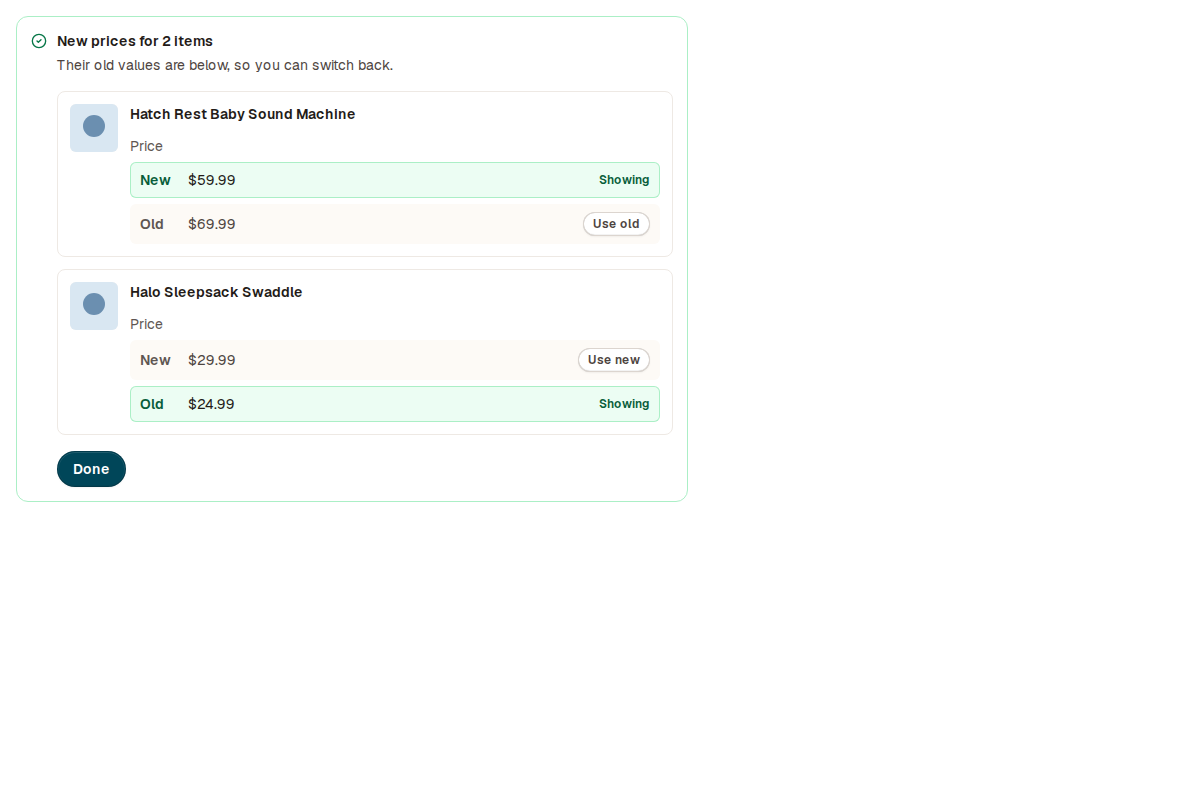 New prices for 2 items
Their old values are below, so you can switch back.
Hatch Rest Baby Sound Machine
Price
New $59.99 Showing
Old $69.99 Use old
Halo Sleepsack Swaddle
Price
New $29.99 Use new
Old $24.99 Showing
Done